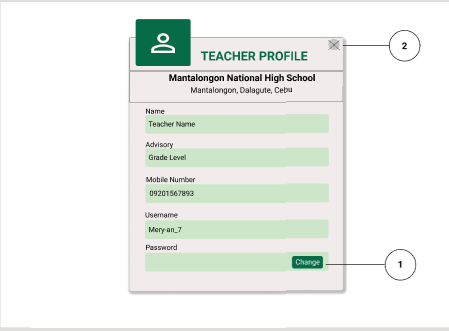 TEACHER PROFILE
2
Mantalongon National High School
Mantalongon, Dalagute, Cebu
Name
Teacher Name
Advisory
Grade Level
Mobile Number
09201567893
Username
Mery-an_7
Password
Change
1